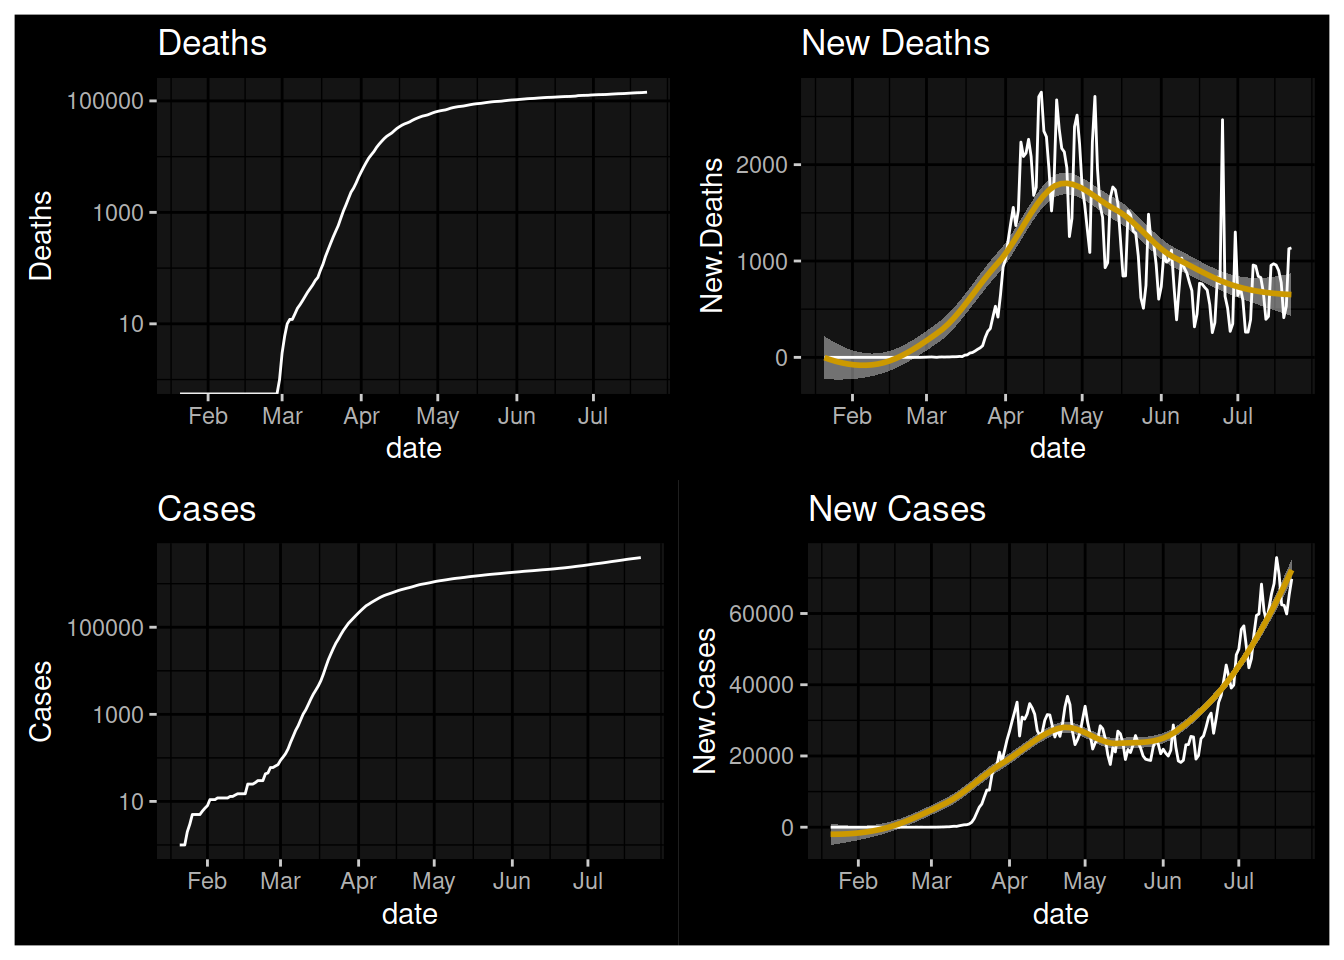 Deaths
Deaths
100000
1000
10
Feb Mar Apr May Jun Jul
date
New Deaths
New.Deaths
2000
1000
0
Feb Mar Apr May Jun Jul
date
Cases
Cases
100000
1000
10
Feb Mar Apr May Jun Jul
date
New Cases
New.Cases
60000
40000
20000
0
Feb Mar Apr May Jun Jul
date